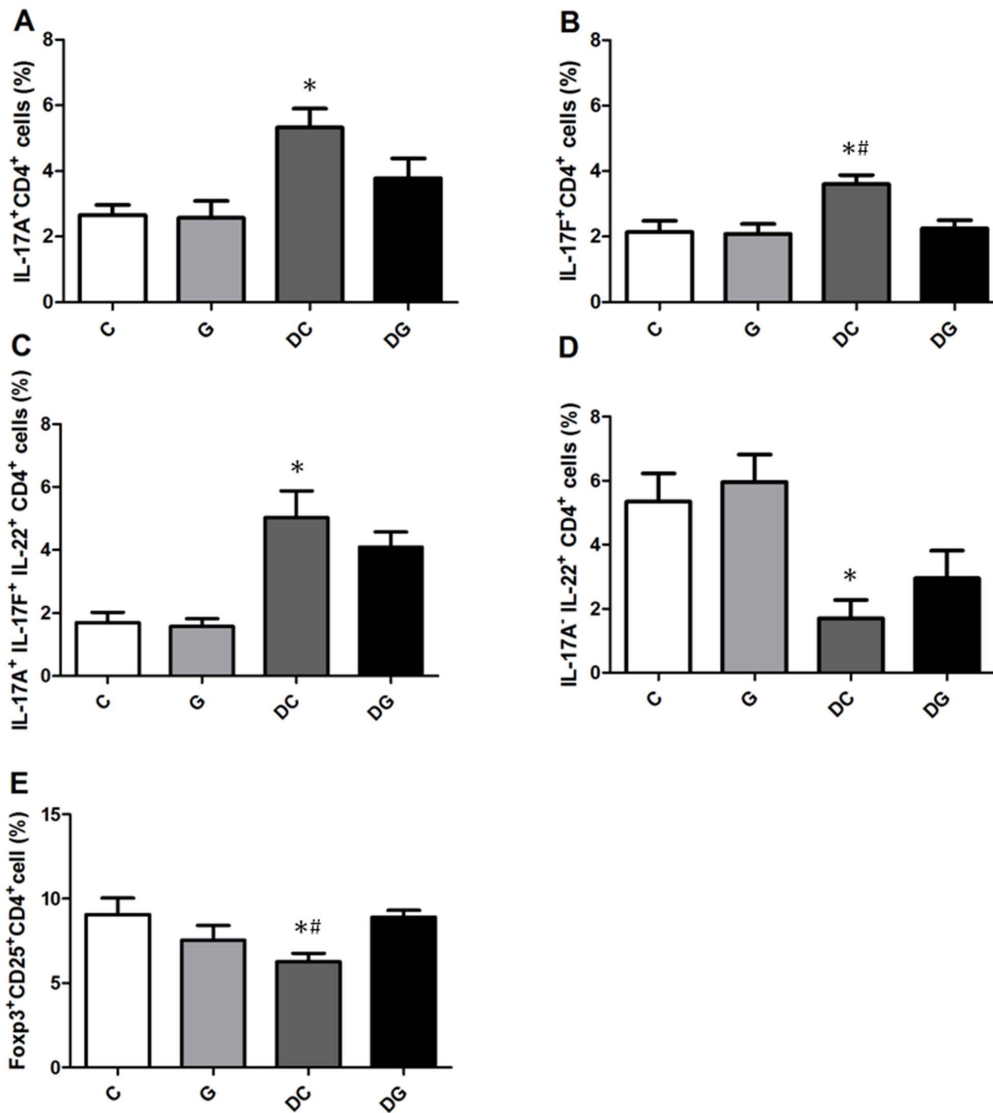 A
IL-17A⁺CD4⁺ cells (%)
8
6
4
2
0
*
C G DC DG
B
IL-17F⁺CD4⁺ cells (%)
8
6
4
2
0
*#
C G DC DG
C
IL-17A⁺ IL-17F⁺ IL-22⁺ CD4⁺ cells (%)
8
6
4
2
0
*
C G DC DG
D
IL-17A⁻ IL-22⁺ CD4⁺ cells (%)
8
6
4
2
0
*
C G DC DG
E
Foxp3⁺CD25⁺CD4⁺cell (%)
15
10
5
0
*#
C G DC DG